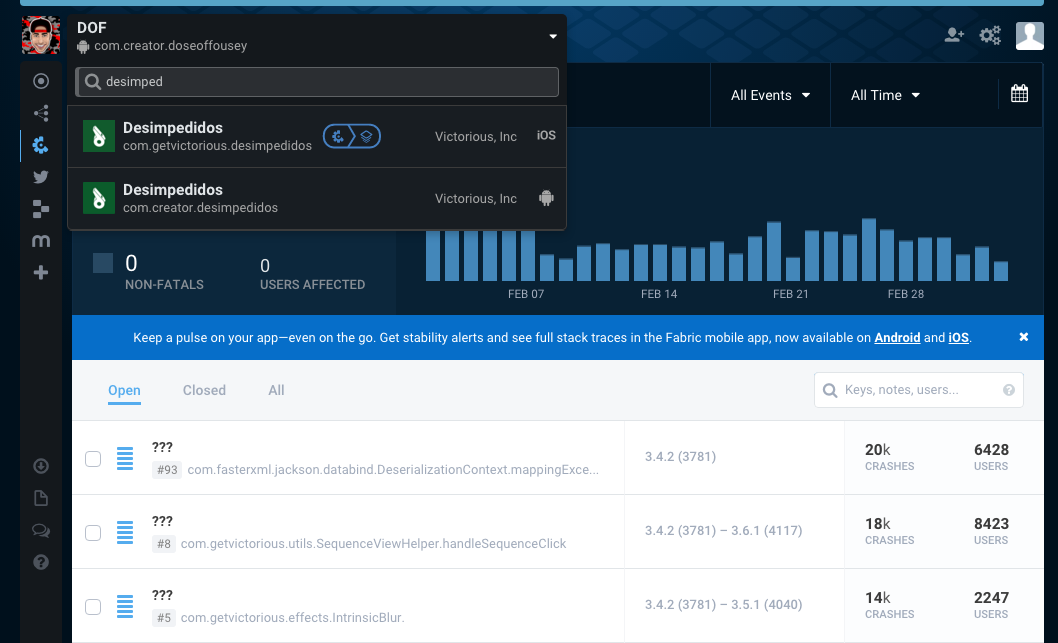 DOF
com.creator.doseoffousey
desimped
Desimpedidos
com.getvictorious.desimpedidos
Victorious, Inc
iOS
Desimpedidos
com.creator.desimpedidos
Victorious, Inc
All Events
All Time
0
NON-FATALS
0
USERS AFFECTED
FEB 07
FEB 14
FEB 21
FEB 28
Keep a pulse on your app—even on the go. Get stability alerts and see full stack traces in the Fabric mobile app, now available on Android and iOS.
Open
Closed
All
Keys, notes, users...
???
#93 com.fasterxml.jackson.databind.DeserializationContext.mappingExce...
3.4.2 (3781)
20k
CRASHES
6428
USERS
???
#8 com.getvictorious.utils.SequenceViewHelper.handleSequenceClick
3.4.2 (3781) – 3.6.1 (4117)
18k
CRASHES
8423
USERS
???
#5 com.getvictorious.effects.IntrinsicBlur.
3.4.2 (3781) – 3.5.1 (4040)
14k
CRASHES
2247
USERS